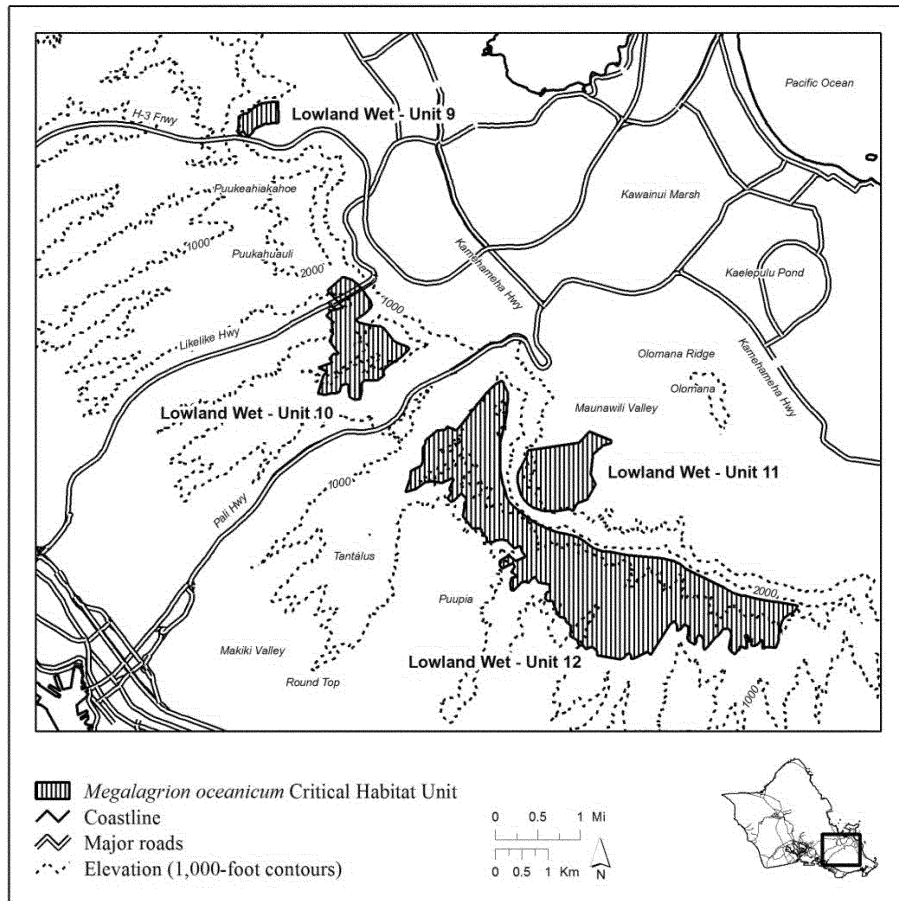 Pacific Ocean
H-3 Frwy
Lowland Wet - Unit 9
Puukeahiakahoe
Kawainui Marsh
1000
Puukahuauli
2000
Kamehameha Hwy
Kaelepulu Pond
1000
Likelike Hwy
Olomana Ridge
Kamehameha Hwy
Olomana
Lowland Wet - Unit 10
Maunawili Valley
1000
Lowland Wet - Unit 11
Pali Hwy
Tantalus
2000
Puupia
Makiki Valley
Lowland Wet - Unit 12
Round Top
1000
Megalagrion oceanicum Critical Habitat Unit
Coastline
Major roads
Elevation (1,000-foot contours)
0 0.5 1 Mi
0 0.5 1 Km
N